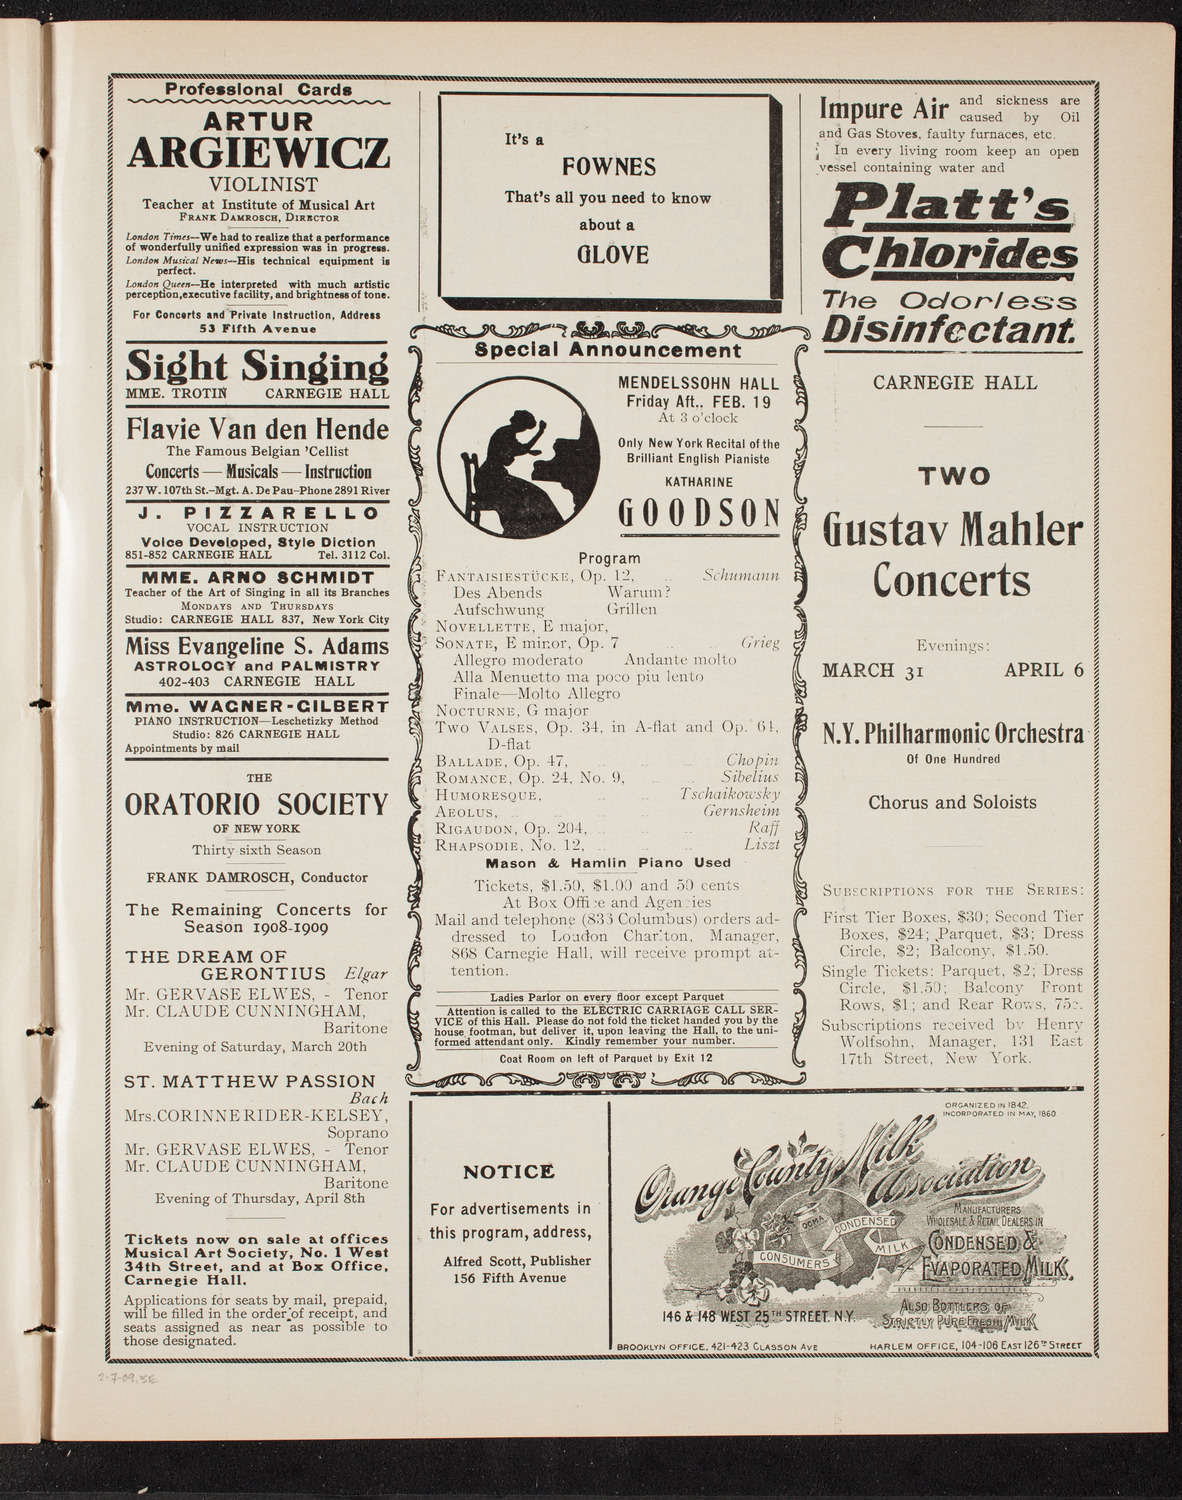 Professional Cards
ARTUR
ARGIEWICZ
VIOLINIST
Teacher at Institute of Musical Art
FRANK DAMROSCH, DIRECTOR
London Times—We had to realize that a performance
of wonderfully unified expression was in progress.
London Musical News—His technical equipment is
perfect.
London Queen—He interpreted with much artistic
perception, executive facility, and brightness of tone.
For Concerts and Private Instruction, Address
53 Fifth Avenue
Sight Singing
MME. TROTIN CARNEGIE HALL
Flavie Van den Hende
The Famous Belgian 'Cellist
Concerts — Musicals — Instruction
237 W. 107th St.–Mgt. A. De Pau–Phone 2891 River
J. PIZZARELLO
VOCAL INSTRUCTION
Voice Developed, Style Diction
851-852 CARNEGIE HALL Tel. 3112 Col.
MME. ARNO SCHMIDT
Teacher of the Art of Singing in all its Branches
MONDAYS AND THURSDAYS
Studio: CARNEGIE HALL 837, New York City
Miss Evangeline S. Adams
ASTROLOGY and PALMISTRY
402-403 CARNEGIE HALL
Mme. WAGNER-GILBERT
PIANO INSTRUCTION—Leschetizky Method
Studio: 826 CARNEGIE HALL
Appointments by mail
THE
ORATORIO SOCIETY
OF NEW YORK
Thirty-sixth Season
FRANK DAMROSCH, Conductor
The Remaining Concerts for
Season 1908-1909
THE DREAM OF
GERONTIUS Elgar
Mr. GERVASE ELWES, - Tenor
Mr. CLAUDE CUNNINGHAM,
Baritone
Evening of Saturday, March 20th
ST. MATTHEW PASSION
Bach
Mrs. CORINNE RIDER-KELSEY,
Soprano
Mr. GERVASE ELWES, - Tenor
Mr. CLAUDE CUNNINGHAM,
Baritone
Evening of Thursday, April 8th
Tickets now on sale at offices
Musical Art Society, No. 1 West
34th Street, and at Box Office,
Carnegie Hall.
Applications for seats by mail, prepaid,
will be filled in the order of receipt, and
seats assigned as near as possible to
those designated.
It's a
FOWNES
That's all you need to know
about a
GLOVE
Special Announcement
MENDELSSOHN HALL
Friday Aft., FEB. 19
At 3 o'clock
Only New York Recital of the
Brilliant English Pianiste
KATHARINE
GOODSON
Program
FANTAISIESTÜCKE, Op. 12, .. Schumann
Des Abends Warum?
Aufschwung Grillen
NOVELLETTE, E major,
SONATE, E minor, Op. 7 .. .. Grieg
Allegro moderato Andante molto
Alla Menuetto ma poco piu lento
Finale—Molto Allegro
NOCTURNE, G major
TWO VALSES, Op. 34, in A-flat and Op. 64,
D-flat
BALLADE, Op. 47, .. .. Chopin
ROMANCE, Op. 24, No. 9, .. .. Sibelius
HUMORESQUE, .. .. Tschaikowsky
AEOLUS, .. .. .. Gernsheim
RIGAUDON, Op. 204, .. .. .. Raff
RHAPSODIE, No. 12, .. .. .. Liszt
Mason & Hamlin Piano Used
Tickets, $1.50, $1.00 and 50 cents
At Box Office and Agencies
Mail and telephone (833 Columbus) orders ad-
dressed to Loudon Charlton, Manager,
868 Carnegie Hall, will receive prompt at-
tention.
Ladies Parlor on every floor except Parquet
Attention is called to the ELECTRIC CARRIAGE CALL SER-
VICE of this Hall. Please do not fold the ticket handed you by the
house footman, but deliver it, upon leaving the Hall, to the uni-
formed attendant only. Kindly remember your number.
Coat Room on left of Parquet by Exit 12
Impure Air and sickness are
caused by Oil
and Gas Stoves, faulty furnaces, etc.
In every living room keep an open
vessel containing water and
Platt's
Chlorides
The Odorless
Disinfectant.
CARNEGIE HALL
TWO
Gustav Mahler
Concerts
Evenings:
MARCH 31 APRIL 6
N.Y. Philharmonic Orchestra
Of One Hundred
Chorus and Soloists
SUBSCRIPTIONS FOR THE SERIES:
First Tier Boxes, $30; Second Tier
Boxes, $24; Parquet, $3; Dress
Circle, $2; Balcony, $1.50.
Single Tickets: Parquet, $2; Dress
Circle, $1.50; Balcony Front
Rows, $1; and Rear Rows, 75c.
Subscriptions received by Henry
Wolfsohn, Manager, 131 East
17th Street, New York.
NOTICE
For advertisements in
this program, address,
Alfred Scott, Publisher
156 Fifth Avenue
ORGANIZED IN 1842,
INCORPORATED IN MAY, 1860.
Orange County Milk
Association
MANUFACTURERS
WHOLESALE & RETAIL DEALERS IN
CONDENSED &
EVAPORATED MILK.
OCMA
CONDENSED
MILK
CONSUMERS
ALSO BOTTLERS OF
STRICTLY PURE FRESH MILK
146 & 148 WEST 25TH STREET. N.Y.
BROOKLYN OFFICE, 421-423 CLASSON AVE HARLEM OFFICE, 104-106 EAST 126TH STREET
2-7-09.5E